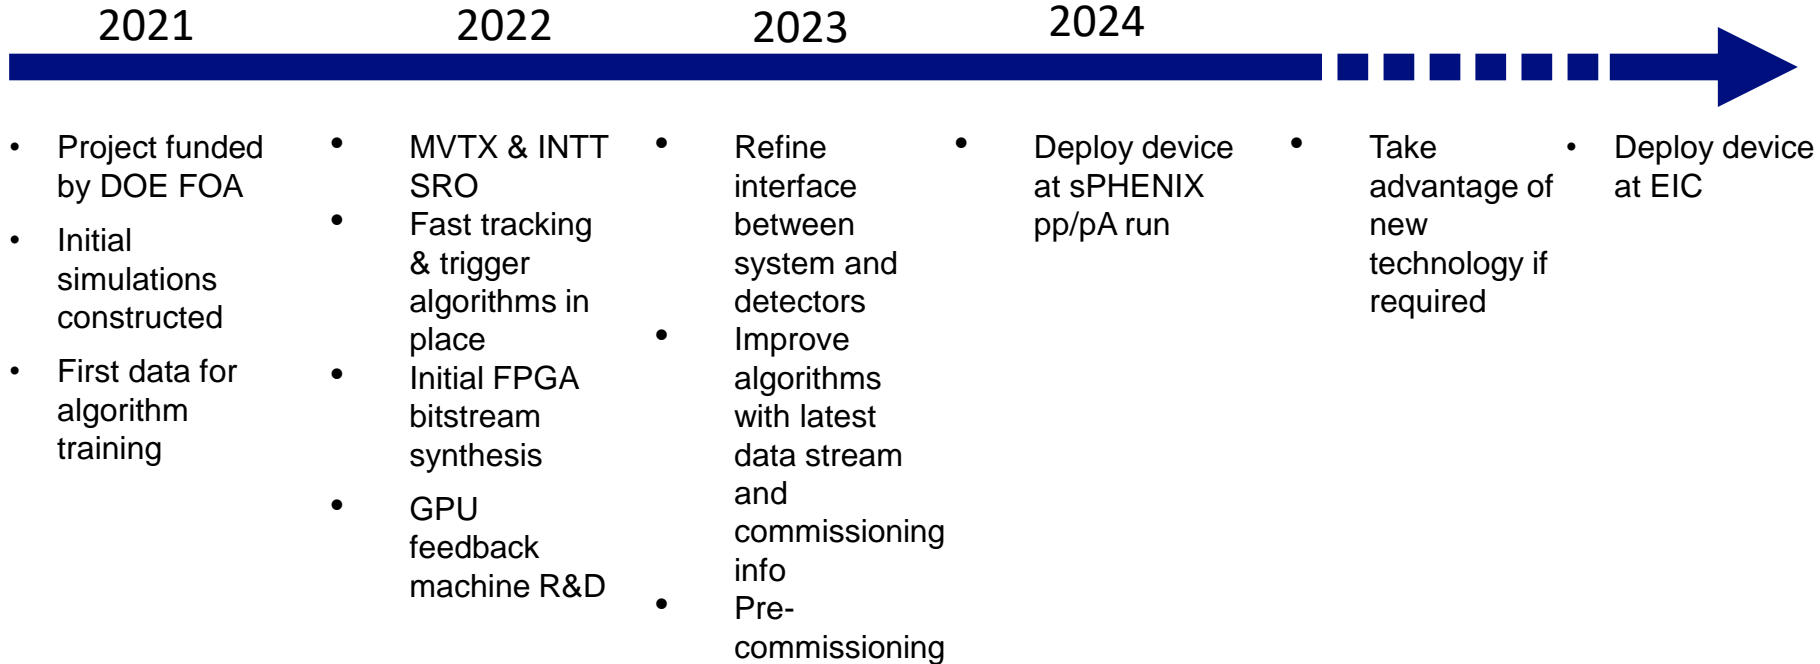 2021
2022
2023
2024
• Project funded
by DOE FOA
• Initial
simulations
constructed
• First data for
algorithm
training
• MVTX & INTT
SRO
• Fast tracking
& trigger
algorithms in
place
• Initial FPGA
bitstream
synthesis
• GPU
feedback
machine R&D
• Refine
interface
between
system and
detectors
• Improve
algorithms
with latest
data stream
and
commissioning
info
• Pre-
commissioning
• Deploy device
at sPHENIX
pp/pA run
• Take
advantage of
new
technology if
required
• Deploy device
at EIC